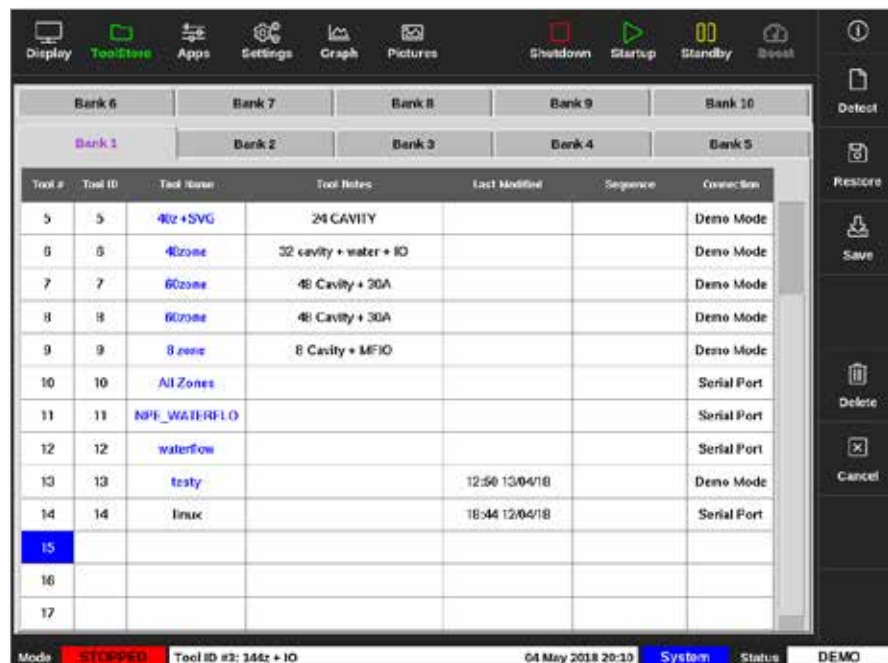 Display ToolStore Apps Settings Graph Pictures Shutdown Startup Standby Boost
Bank 6 Bank 7 Bank 8 Bank 9 Bank 10
Bank 1 Bank 2 Bank 3 Bank 4 Bank 5
Tool # Tool ID Tool Name Tool Notes Last Modified Sequence Connection
5 5 40z+SVG 24 CAVITY Demo Mode
6 6 40zone 32 cavity + water + IO Demo Mode
7 7 60zone 48 Cavity + 30A Demo Mode
8 8 60zone 48 Cavity + 30A Demo Mode
9 9 8 zone 8 Cavity + MFIO Demo Mode
10 10 All Zones Serial Port
11 11 NPE_WATERFLO Serial Port
12 12 waterflow Serial Port
13 13 testy 12:50 13/04/18 Demo Mode
14 14 linux 18:44 12/04/18 Serial Port
15
16
17
Detect
Restore
Save
Delete
Cancel
Mode STOPPED Tool ID #3: 144z + IO 04 May 2018 20:10 System Status DEMO